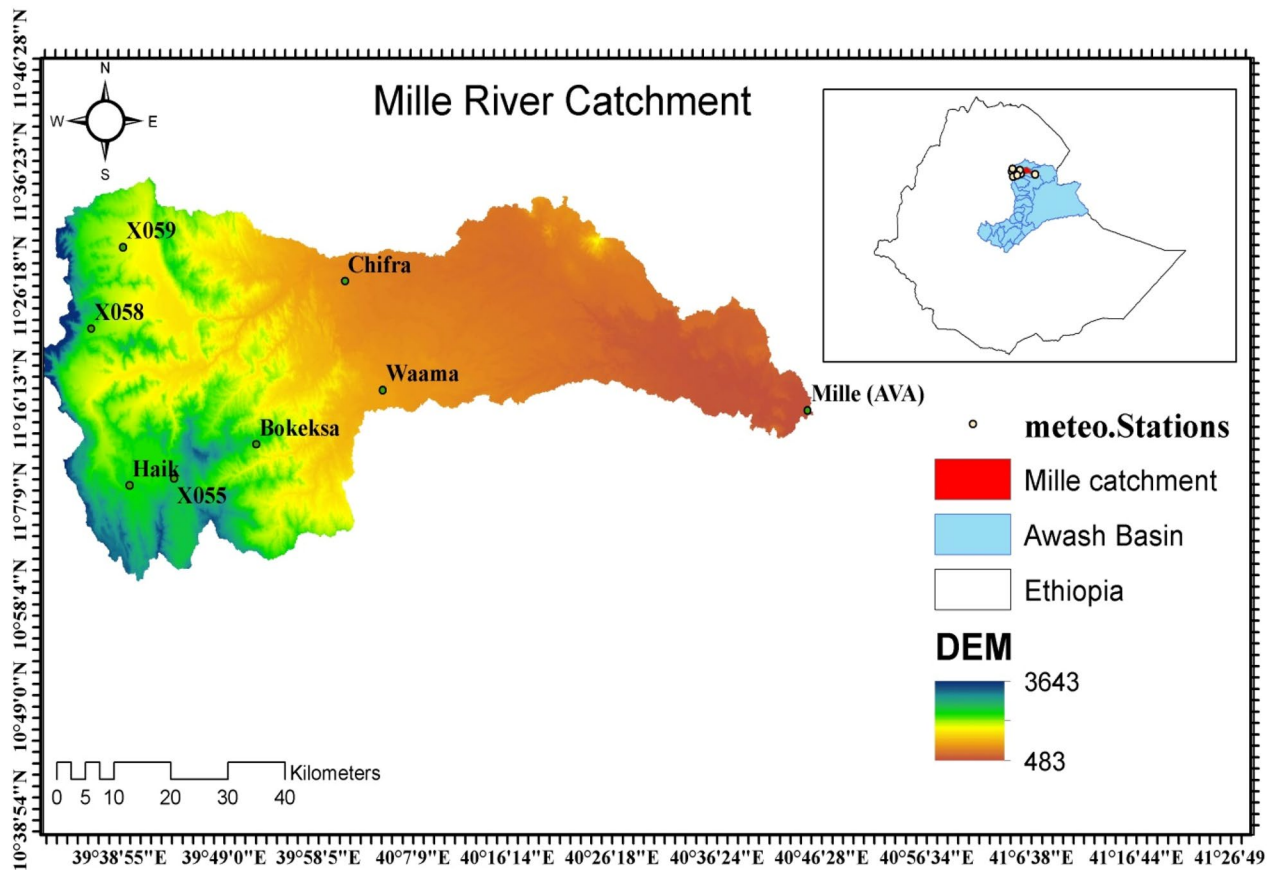 Mille River Catchment
N
W
E
S
X059
Chifra
X058
Waama
Mille (AVA)
Bokeksa
Haik
X055
meteo.Stations
Mille catchment
Awash Basin
Ethiopia
DEM
3643
483
Kilometers
0 5 10 20 30 40
11°46'28"N
11°36'23"N
11°26'18"N
11°16'13"N
11°7'9"N
10°58'4"N
10°49'0"N
10°38'54"N
39°38'55"E 39°49'0"E 39°58'5"E 40°7'9"E 40°16'14"E 40°26'18"E 40°36'24"E 40°46'28"E 40°56'34"E 41°6'38"E 41°16'44"E 41°26'49